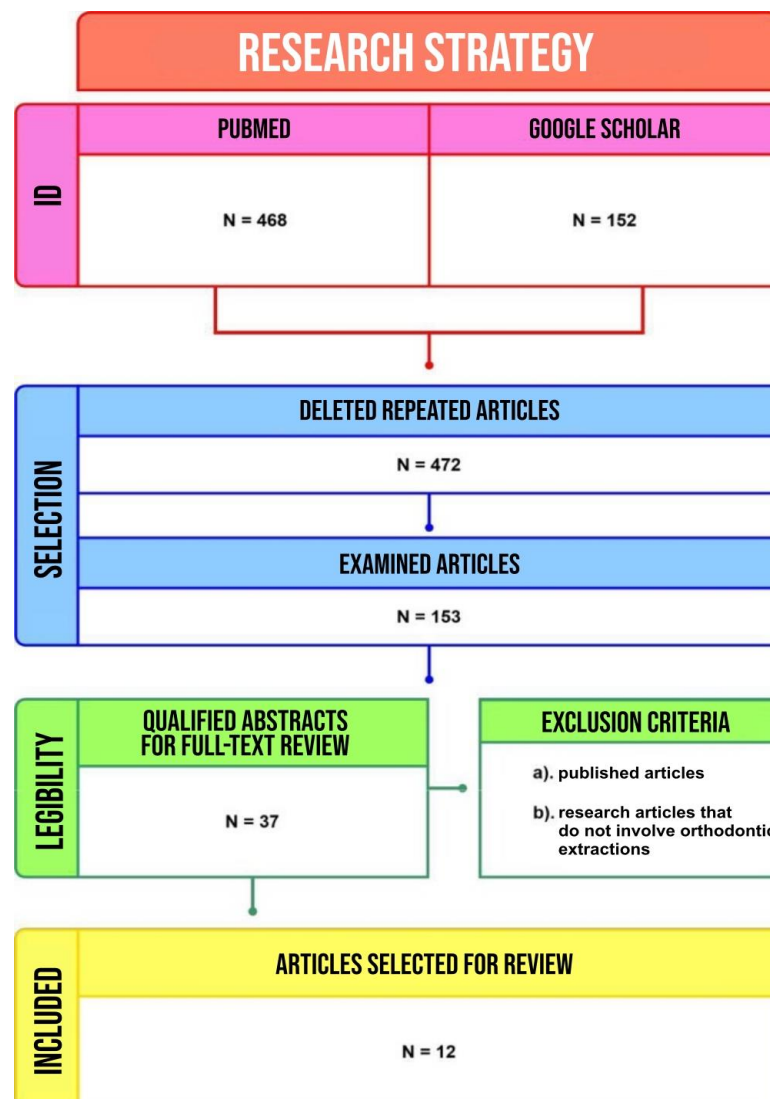 RESEARCH STRATEGY
ID
PUBMED
GOOGLE SCHOLAR
N = 468
N = 152
SELECTION
DELETED REPEATED ARTICLES
N = 472
EXAMINED ARTICLES
N = 153
LEGIBILITY
QUALIFIED ABSTRACTS
FOR FULL-TEXT REVIEW
N = 37
EXCLUSION CRITERIA
a). published articles
b). research articles that
do not involve orthodontic
extractions
INCLUDED
ARTICLES SELECTED FOR REVIEW
N = 12